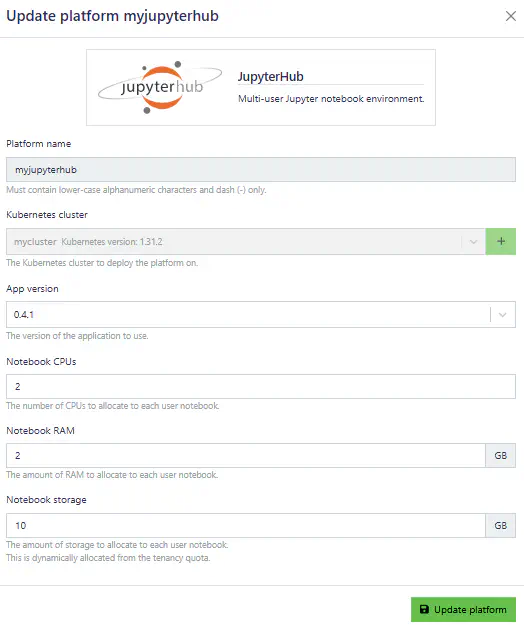 Update platform myjupyterhub
jupyterhub
JupyterHub
Multi-user Jupyter notebook environment.
Platform name
myjupyterhub
Must contain lower-case alphanumeric characters and dash (-) only.
Kubernetes cluster
mycluster Kubernetes version: 1.31.2
The Kubernetes cluster to deploy the platform on.
App version
0.4.1
The version of the application to use.
Notebook CPUs
2
The number of CPUs to allocate to each user notebook.
Notebook RAM
2 GB
The amount of RAM to allocate to each user notebook.
Notebook storage
10 GB
The amount of storage to allocate to each user notebook.
This is dynamically allocated from the tenancy quota.
Update platform